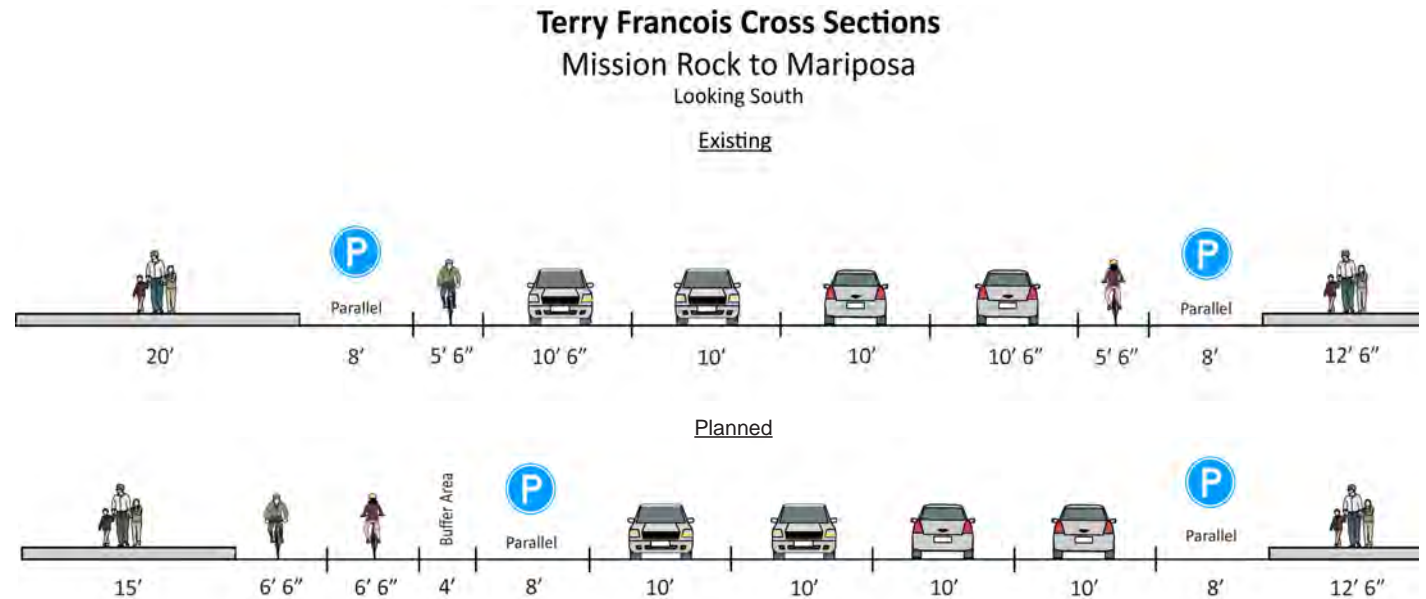 Terry Francois Cross Sections
Mission Rock to Mariposa
Looking South
Existing
P P
Parallel Parallel
20’ 8’ 5’ 6” 10’ 6” 10’ 10’ 10’ 6” 5’ 6” 8’ 12’ 6”
Planned
Buffer Area
P P
Parallel Parallel
15’ 6’ 6” 6’ 6” 4’ 8’ 10’ 10’ 10’ 10’ 8’ 12’ 6”